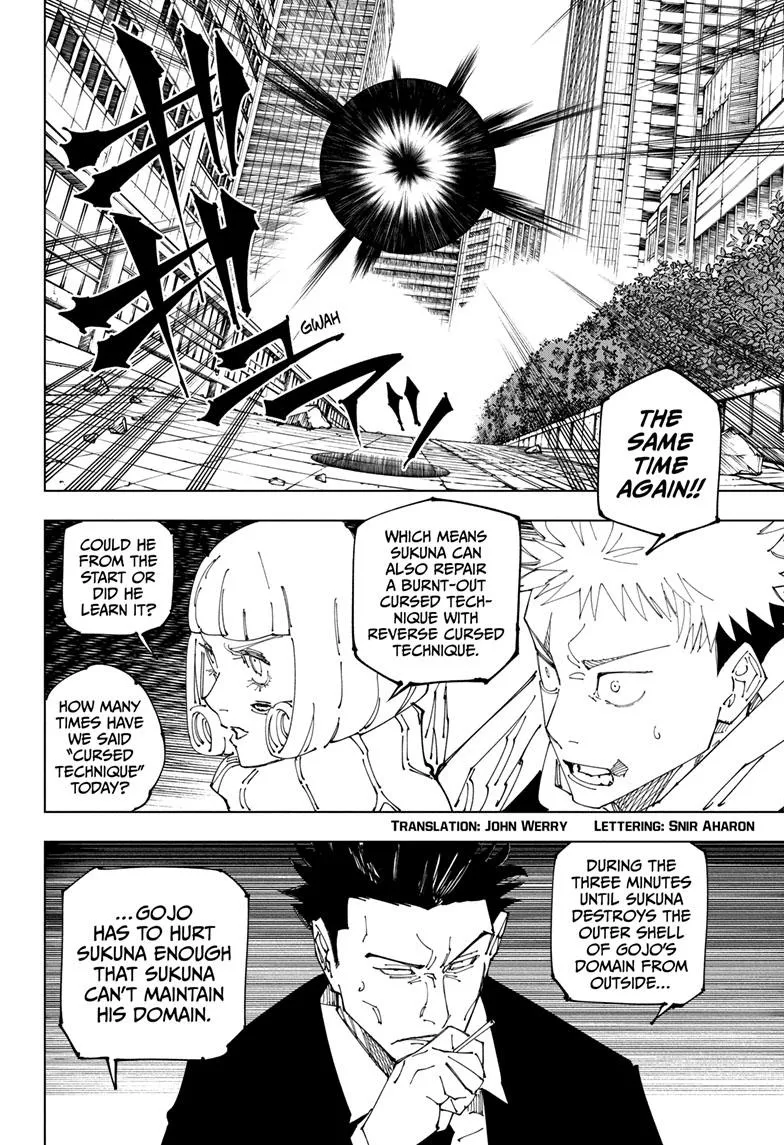 GWAH
THE
SAME
TIME
AGAIN!!
WHICH MEANS
SUKUNA CAN
ALSO REPAIR
A BURNT-OUT
CURSED TECH-
NIQUE WITH
REVERSE CURSED
TECHNIQUE.
COULD HE
FROM THE
START OR
DID HE
LEARN IT?
HOW MANY
TIMES HAVE
WE SAID
"CURSED
TECHNIQUE"
TODAY?
TRANSLATION: JOHN WERRY LETTERING: SNIR AHARON
DURING THE
THREE MINUTES
UNTIL SUKUNA
DESTROYS THE
OUTER SHELL
OF GOJO'S
DOMAIN FROM
OUTSIDE...
...GOJO
HAS TO HURT
SUKUNA ENOUGH
THAT SUKUNA
CAN'T MAINTAIN
HIS DOMAIN.